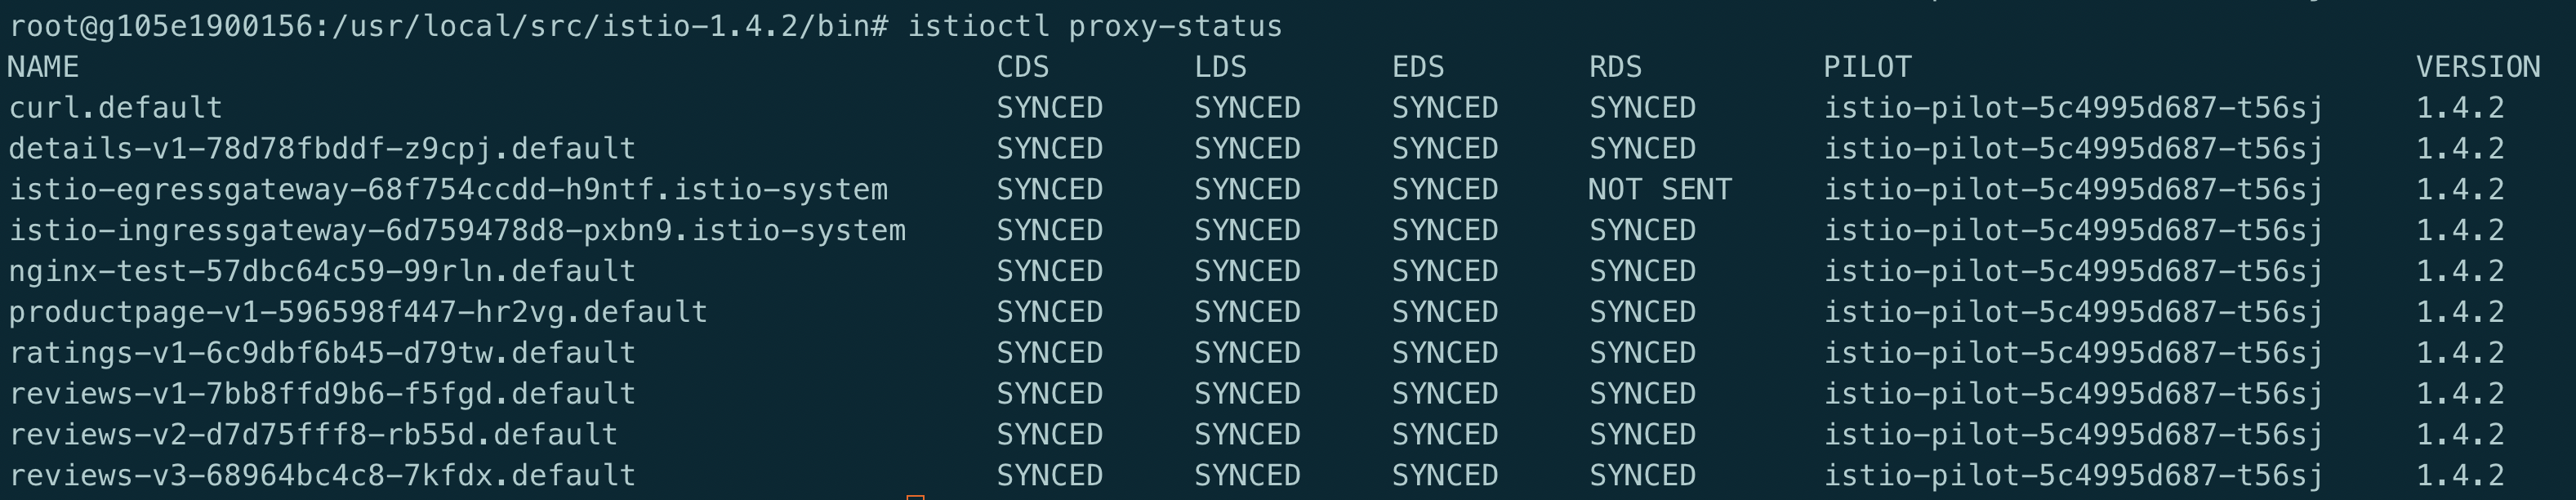 root@g105e1900156:/usr/local/src/istio-1.4.2/bin# istioctl proxy-status
NAME CDS LDS EDS RDS PILOT VERSION
curl.default SYNCED SYNCED SYNCED SYNCED istio-pilot-5c4995d687-t56sj 1.4.2
details-v1-78d78fbddf-z9cpj.default SYNCED SYNCED SYNCED SYNCED istio-pilot-5c4995d687-t56sj 1.4.2
istio-egressgateway-68f754ccdd-h9ntf.istio-system SYNCED SYNCED SYNCED NOT SENT istio-pilot-5c4995d687-t56sj 1.4.2
istio-ingressgateway-6d759478d8-pxbn9.istio-system SYNCED SYNCED SYNCED SYNCED istio-pilot-5c4995d687-t56sj 1.4.2
nginx-test-57dbc64c59-99rln.default SYNCED SYNCED SYNCED SYNCED istio-pilot-5c4995d687-t56sj 1.4.2
productpage-v1-596598f447-hr2vg.default SYNCED SYNCED SYNCED SYNCED istio-pilot-5c4995d687-t56sj 1.4.2
ratings-v1-6c9dbf6b45-d79tw.default SYNCED SYNCED SYNCED SYNCED istio-pilot-5c4995d687-t56sj 1.4.2
reviews-v1-7bb8ffd9b6-f5fgd.default SYNCED SYNCED SYNCED SYNCED istio-pilot-5c4995d687-t56sj 1.4.2
reviews-v2-d7d75fff8-rb55d.default SYNCED SYNCED SYNCED SYNCED istio-pilot-5c4995d687-t56sj 1.4.2
reviews-v3-68964bc4c8-7kfdx.default SYNCED SYNCED SYNCED SYNCED istio-pilot-5c4995d687-t56sj 1.4.2